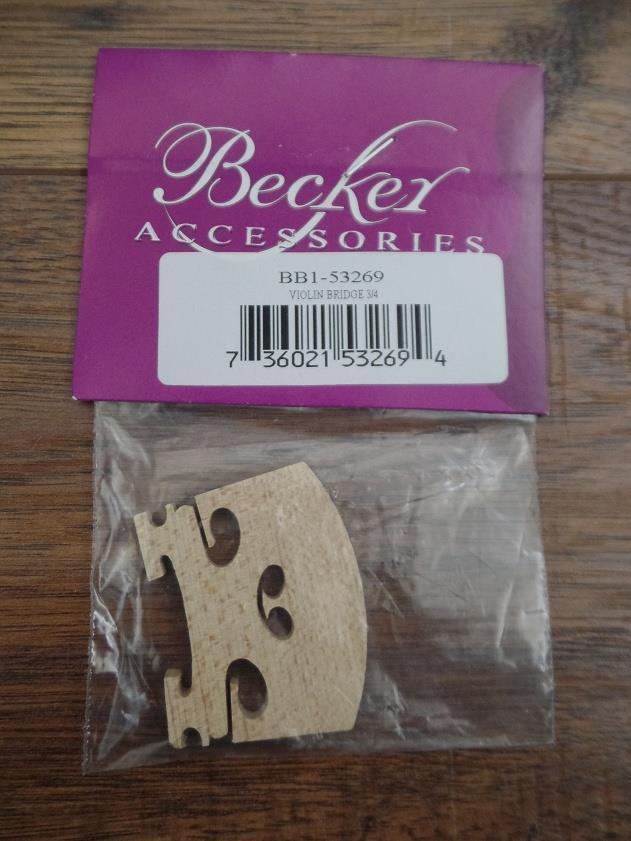 Becker
ACCESSORIES
BB1-53269
VIOLIN BRIDGE 3/4
7 36021 53269 4